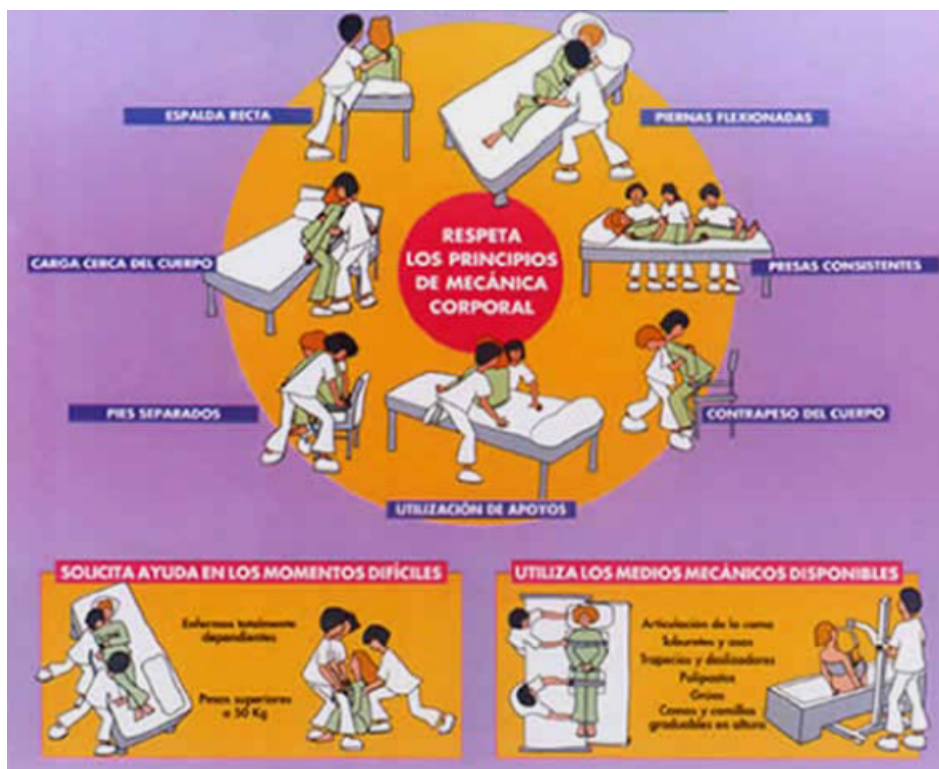 ESPALDA RECTA
PIERNAS FLEXIONADAS
RESPETA
LOS PRINCIPIOS
DE MECÁNICA
CORPORAL
CARGA CERCA DEL CUERPO
PRESAS CONSISTENTES
PIES SEPARADOS
CONTRAPESO DEL CUERPO
UTILIZACIÓN DE APOYOS
SOLICITA AYUDA EN LOS MOMENTOS DIFÍCILES
Enfermos totalmente
dependientes
Pesos superiores
a 50 Kg
UTILIZA LOS MEDIOS MECÁNICOS DISPONIBLES
Articulación de la cama
Taburetes y asas
Trapecios y deslizadores
Polipastos
Grúas
Camas y camillas
graduables en altura